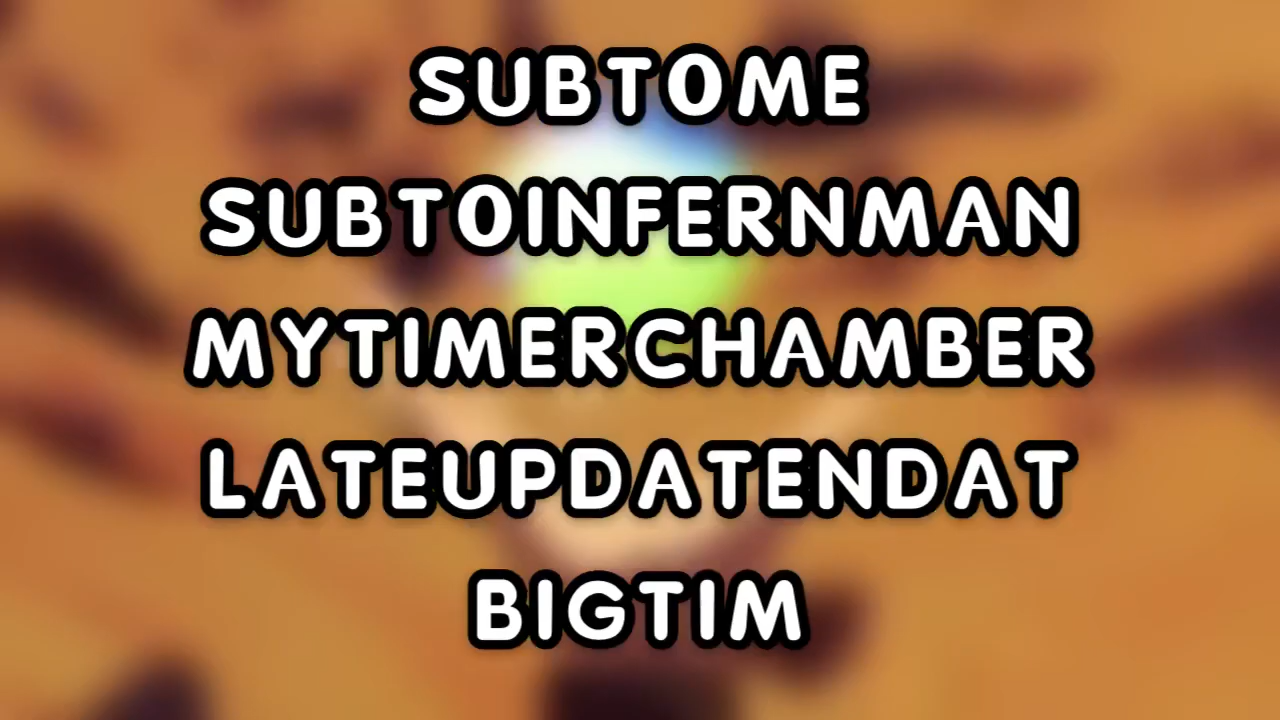 SUBTOME
SUBTOINFERNMAN
MYTIMERCHAMBER
LATEUPDATENDAT
BIGTIM